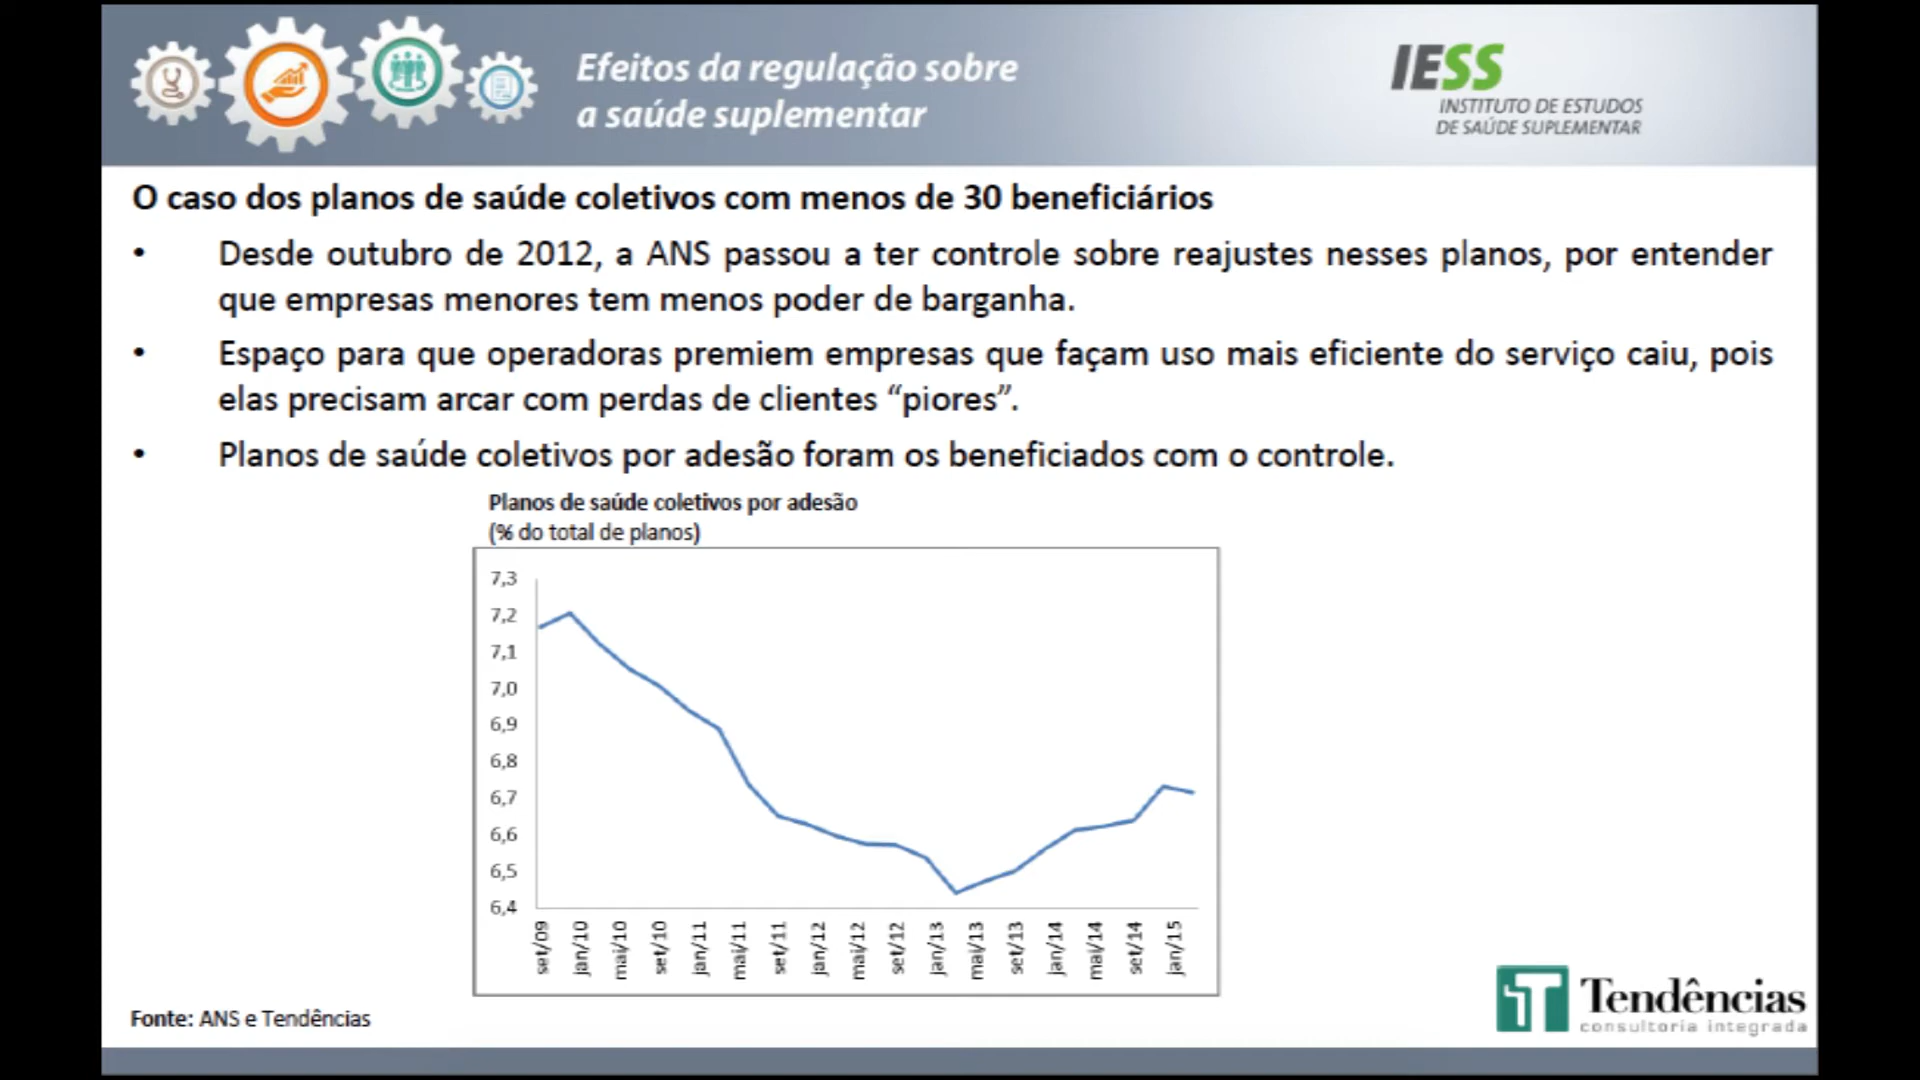 Efeitos da regulação sobre
a saúde suplementar
IESS
INSTITUTO DE ESTUDOS
DE SAÚDE SUPLEMENTAR
O caso dos planos de saúde coletivos com menos de 30 beneficiários
• Desde outubro de 2012, a ANS passou a ter controle sobre reajustes nesses planos, por entender
que empresas menores tem menos poder de barganha.
• Espaço para que operadoras premiem empresas que façam uso mais eficiente do serviço caiu, pois
elas precisam arcar com perdas de clientes “piores”.
• Planos de saúde coletivos por adesão foram os beneficiados com o controle.
Planos de saúde coletivos por adesão
(% do total de planos)
7,3
7,2
7,1
7,0
6,9
6,8
6,7
6,6
6,5
6,4
set/09
jan/10
mai/10
set/10
jan/11
mai/11
set/11
jan/12
mai/12
set/12
jan/13
mai/13
set/13
jan/14
mai/14
set/14
jan/15
Fonte: ANS e Tendências
Tendências
consultoria integrada